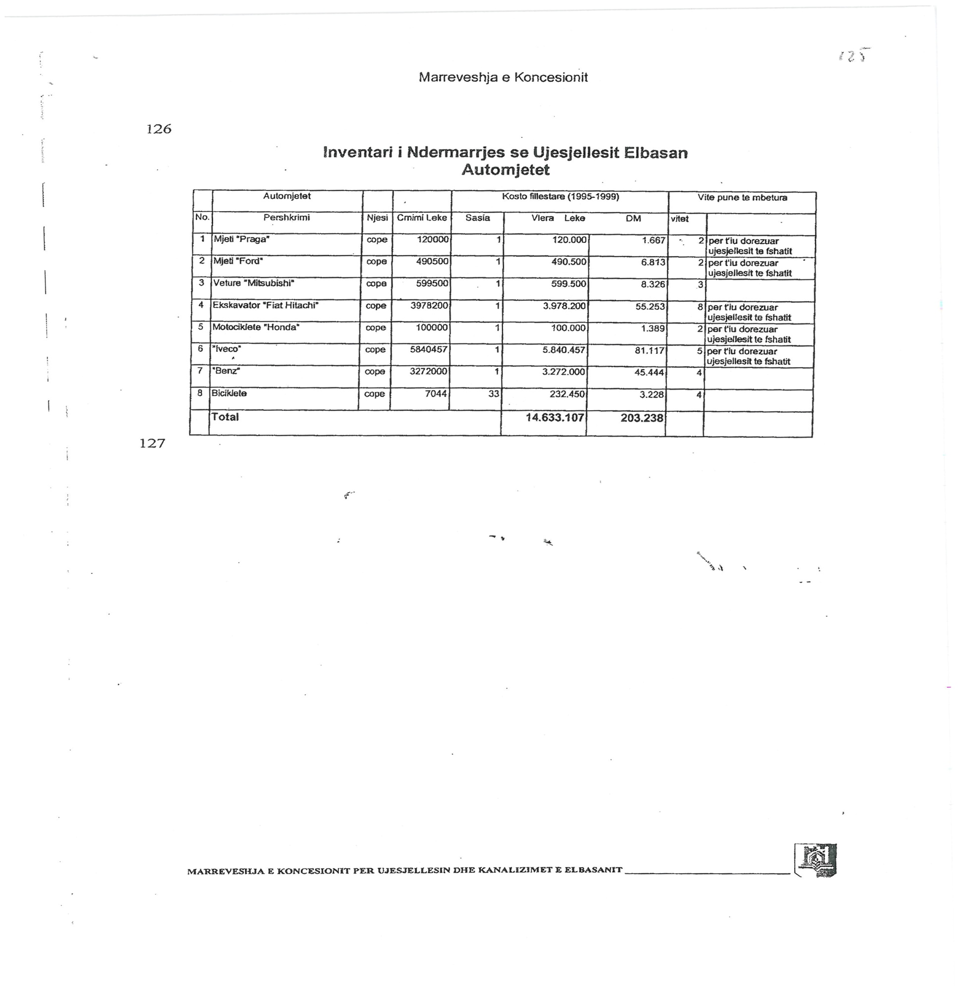 125
Marreveshja e Koncesionit
126
Inventari i Ndermarrjes se Ujesjellesit Elbasan
Automjetet
Automjetet Kosto fillestare (1995-1999) Vite pune te mbetura
No. Pershkrimi Njesi Cmimi Leke Sasia Vlera Leke DM vitet
1 Mjeti "Praga" cope 120000 1 120.000 1.667 2 per t'iu dorezuar
ujesjellesit te fshatit
2 Mjeti "Ford" cope 490500 1 490.500 6.813 2 per t'iu dorezuar
ujesjellesit te fshatit
3 Veture "Mitsubishi" cope 599500 1 599.500 8.326 3
4 Ekskavator "Fiat Hitachi" cope 3978200 1 3.978.200 55.253 8 per t'iu dorezuar
ujesjellesit te fshatit
5 Motociklete "Honda" cope 100000 1 100.000 1.389 2 per t'iu dorezuar
ujesjellesit te fshatit
6 "Iveco" cope 5840457 1 5.840.457 81.117 5 per t'iu dorezuar
ujesjellesit te fshatit
7 "Benz" cope 3272000 1 3.272.000 45.444 4
8 Biciklete cope 7044 33 232.450 3.228 4
Total 14.633.107 203.238
127
MARREVESHJA E KONCESIONIT PER UJESJELLESIN DHE KANALIZIMET E ELBASANIT